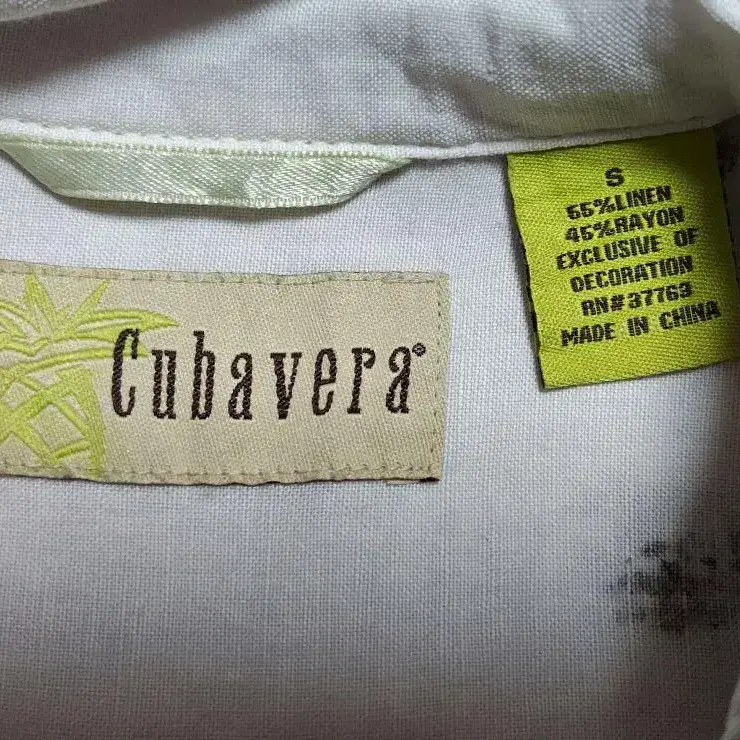 Cubavera®
S
55%LINEN
45%RAYON
EXCLUSIVE OF
DECORATION
RN#37763
MADE IN CHINA